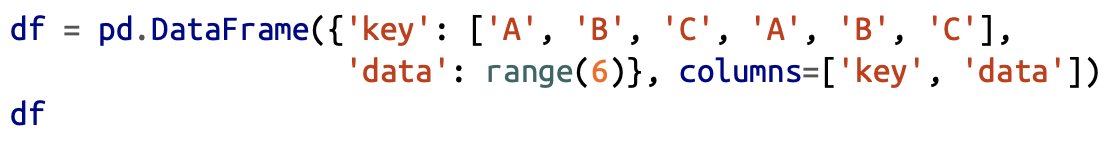 df = pd.DataFrame({'key': ['A', 'B', 'C', 'A', 'B', 'C'],
                   'data': range(6)}, columns=['key', 'data'])
df